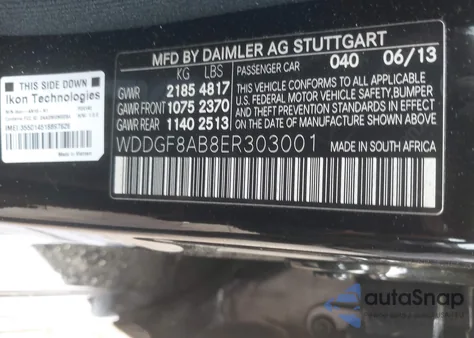 THIS SIDE DOWN
Ikon Technologies
Made in Vietnam
MFD BY DAIMLER AG STUTTGART
KG LBS PASSENGER CAR 040 06/13
GVWR 2185 4817
GAWR FRONT 1075 2370
GAWR REAR 1140 2513
THIS VEHICLE CONFORMS TO ALL APPLICABLE
U.S. FEDERAL MOTOR VEHICLE SAFETY, BUMPER,
AND THEFT PREVENTION STANDARDS IN EFFECT
ON THE DATE OF MANUFACTURE SHOWN ABOVE.
WDDGF8AB8ER303001 MADE IN SOUTH AFRICA
autoSnap